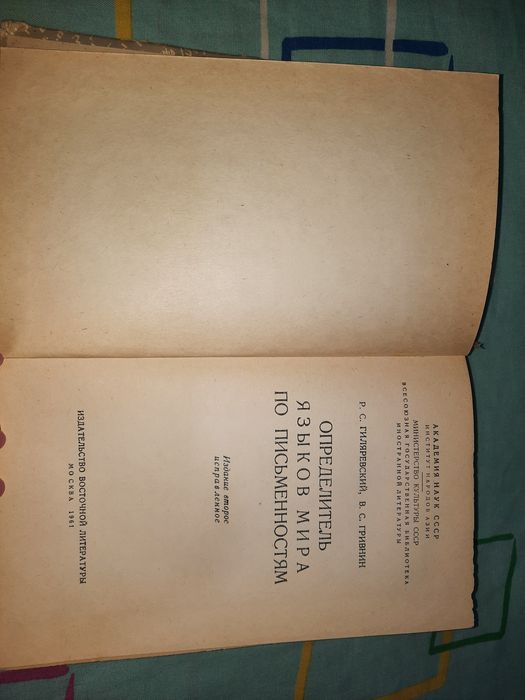 АКАДЕМИЯ НАУК СССР
ИНСТИТУТ НАРОДОВ АЗИИ
МИНИСТЕРСТВО КУЛЬТУРЫ СССР
ВСЕСОЮЗНАЯ ГОСУДАРСТВЕННАЯ БИБЛИОТЕКА
ИНОСТРАННОЙ ЛИТЕРАТУРЫ
Р. С. ГИЛЯРЕВСКИЙ, В. С. ГРИВНИН
ОПРЕДЕЛИТЕЛЬ
ЯЗЫКОВ МИРА
ПО ПИСЬМЕННОСТЯМ
Издание второе
исправленное
ИЗДАТЕЛЬСТВО ВОСТОЧНОЙ ЛИТЕРАТУРЫ
МОСКВА 1961